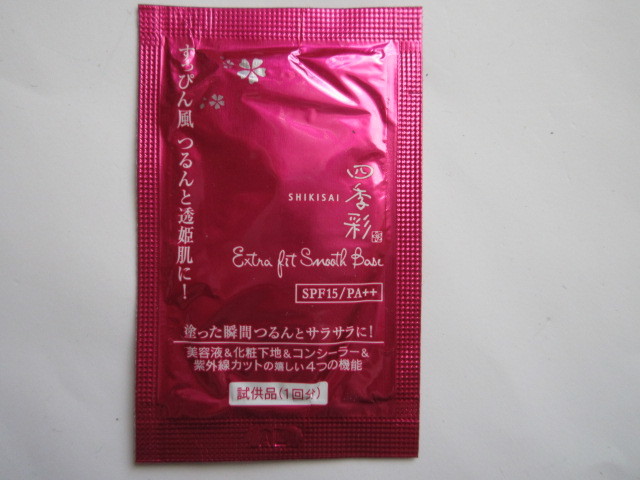 すっぴん風 つるんと透姫肌に!
四季彩
SHIKISAI
Extra fit Smooth Base
SPF15/PA++
塗った瞬間つるんとサラサラに!
美容液&化粧下地&コンシーラー&
紫外線カットの嬉しい4つの機能
試供品(1回分)